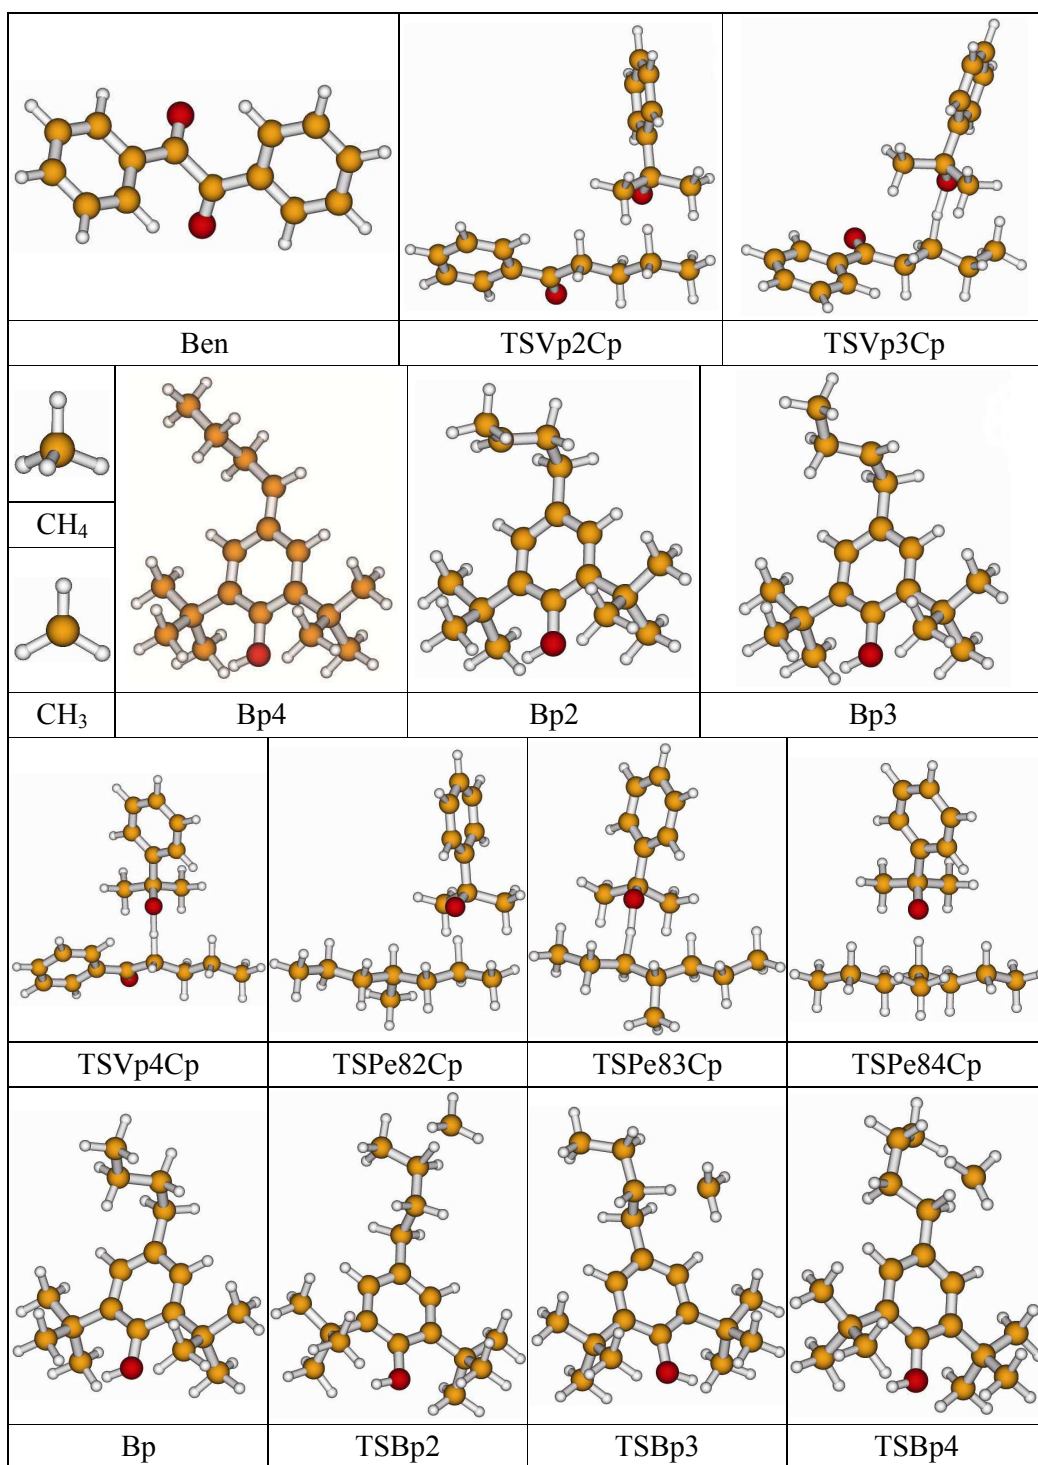 Ben TSVp2Cp TSVp3Cp
CH₄
CH₃ Bp4 Bp2 Bp3
TSVp4Cp TSPe82Cp TSPe83Cp TSPe84Cp
Bp TSBp2 TSBp3 TSBp4